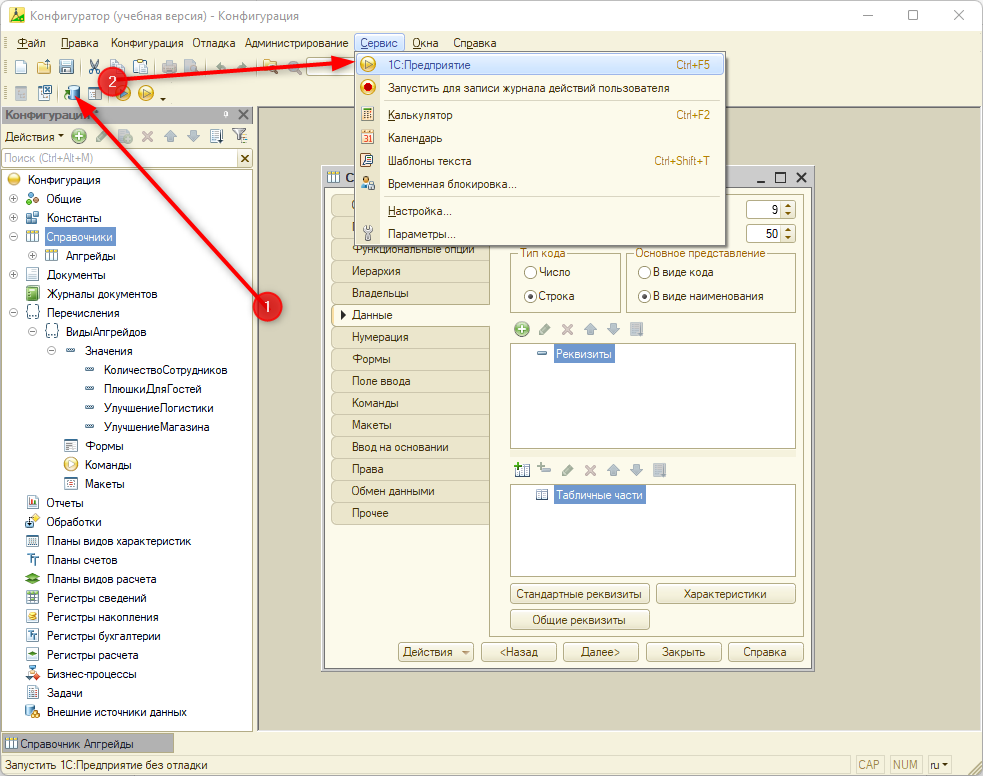 Конфигуратор (учебная версия) - Конфигурация
Файл Правка Конфигурация Отладка Администрирование Сервис Окна Справка
1С:Предприятие Ctrl+F5
Запустить для записи журнала действий пользователя
Калькулятор Ctrl+F2
Календарь
Шаблоны текста Ctrl+Shift+T
Временная блокировка...
Настройка...
Параметры...
2
1
Конфигурация
Действия
Поиск (Ctrl+Alt+M)
Конфигурация
Общие
Константы
Справочники
Апгрейды
Документы
Журналы документов
Перечисления
ВидыАпгрейдов
Значения
КоличествоСотрудников
ПлюшкиДляГостей
УлучшениеЛогистики
УлучшениеМагазина
Формы
Команды
Макеты
Отчеты
Обработки
Планы видов характеристик
Планы счетов
Планы видов расчета
Регистры сведений
Регистры накопления
Регистры бухгалтерии
Регистры расчета
Бизнес-процессы
Задачи
Внешние источники данных
Функциональные опции
Иерархия
Владельцы
Данные
Нумерация
Формы
Поле ввода
Команды
Макеты
Ввод на основании
Права
Обмен данными
Прочее
9
50
Тип кода Основное представление
Число В виде кода
Строка В виде наименования
Реквизиты
Табличные части
Стандартные реквизиты Характеристики
Общие реквизиты
Действия <Назад Далее> Закрыть Справка
Справочник Апгрейды
Запустить 1С:Предприятие без отладки CAP NUM ru